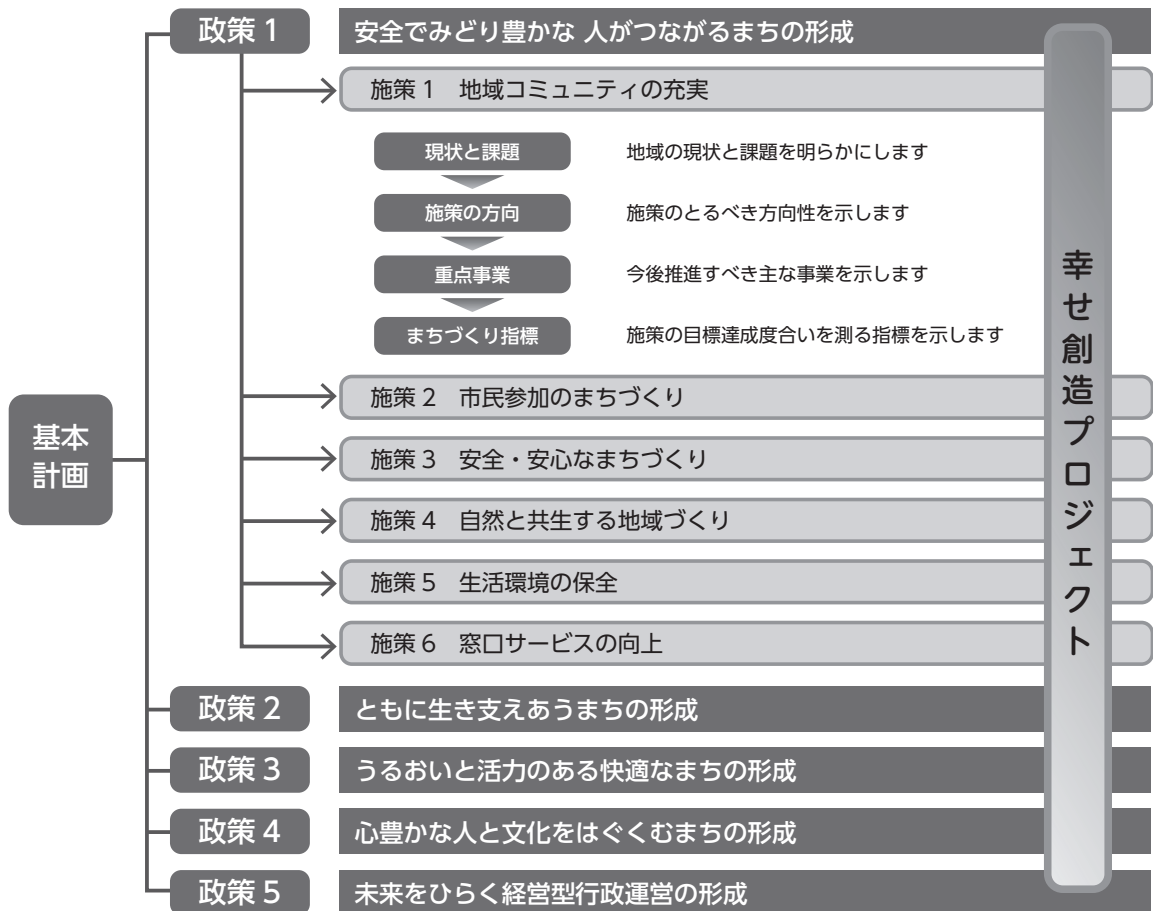 政策 1
安全でみどり豊かな 人がつながるまちの形成
施策 1 地域コミュニティの充実
現状と課題
地域の現状と課題を明らかにします
施策の方向
施策のとるべき方向性を示します
重点事業
今後推進すべき主な事業を示します
まちづくり指標
施策の目標達成度合いを測る指標を示します
施策 2 市民参加のまちづくり
施策 3 安全・安心なまちづくり
施策 4 自然と共生する地域づくり
施策 5 生活環境の保全
施策 6 窓口サービスの向上
基本
計画
政策 2
ともに生き支えあうまちの形成
政策 3
うるおいと活力のある快適なまちの形成
政策 4
心豊かな人と文化をはぐくむまちの形成
政策 5
未来をひらく経営型行政運営の形成
幸せ創造プロジェクト